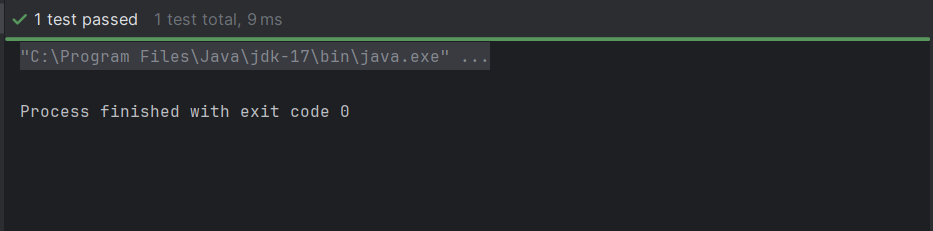 1 test passed 1 test total, 9 ms
"C:\Program Files\Java\jdk-17\bin\java.exe" ...
Process finished with exit code 0